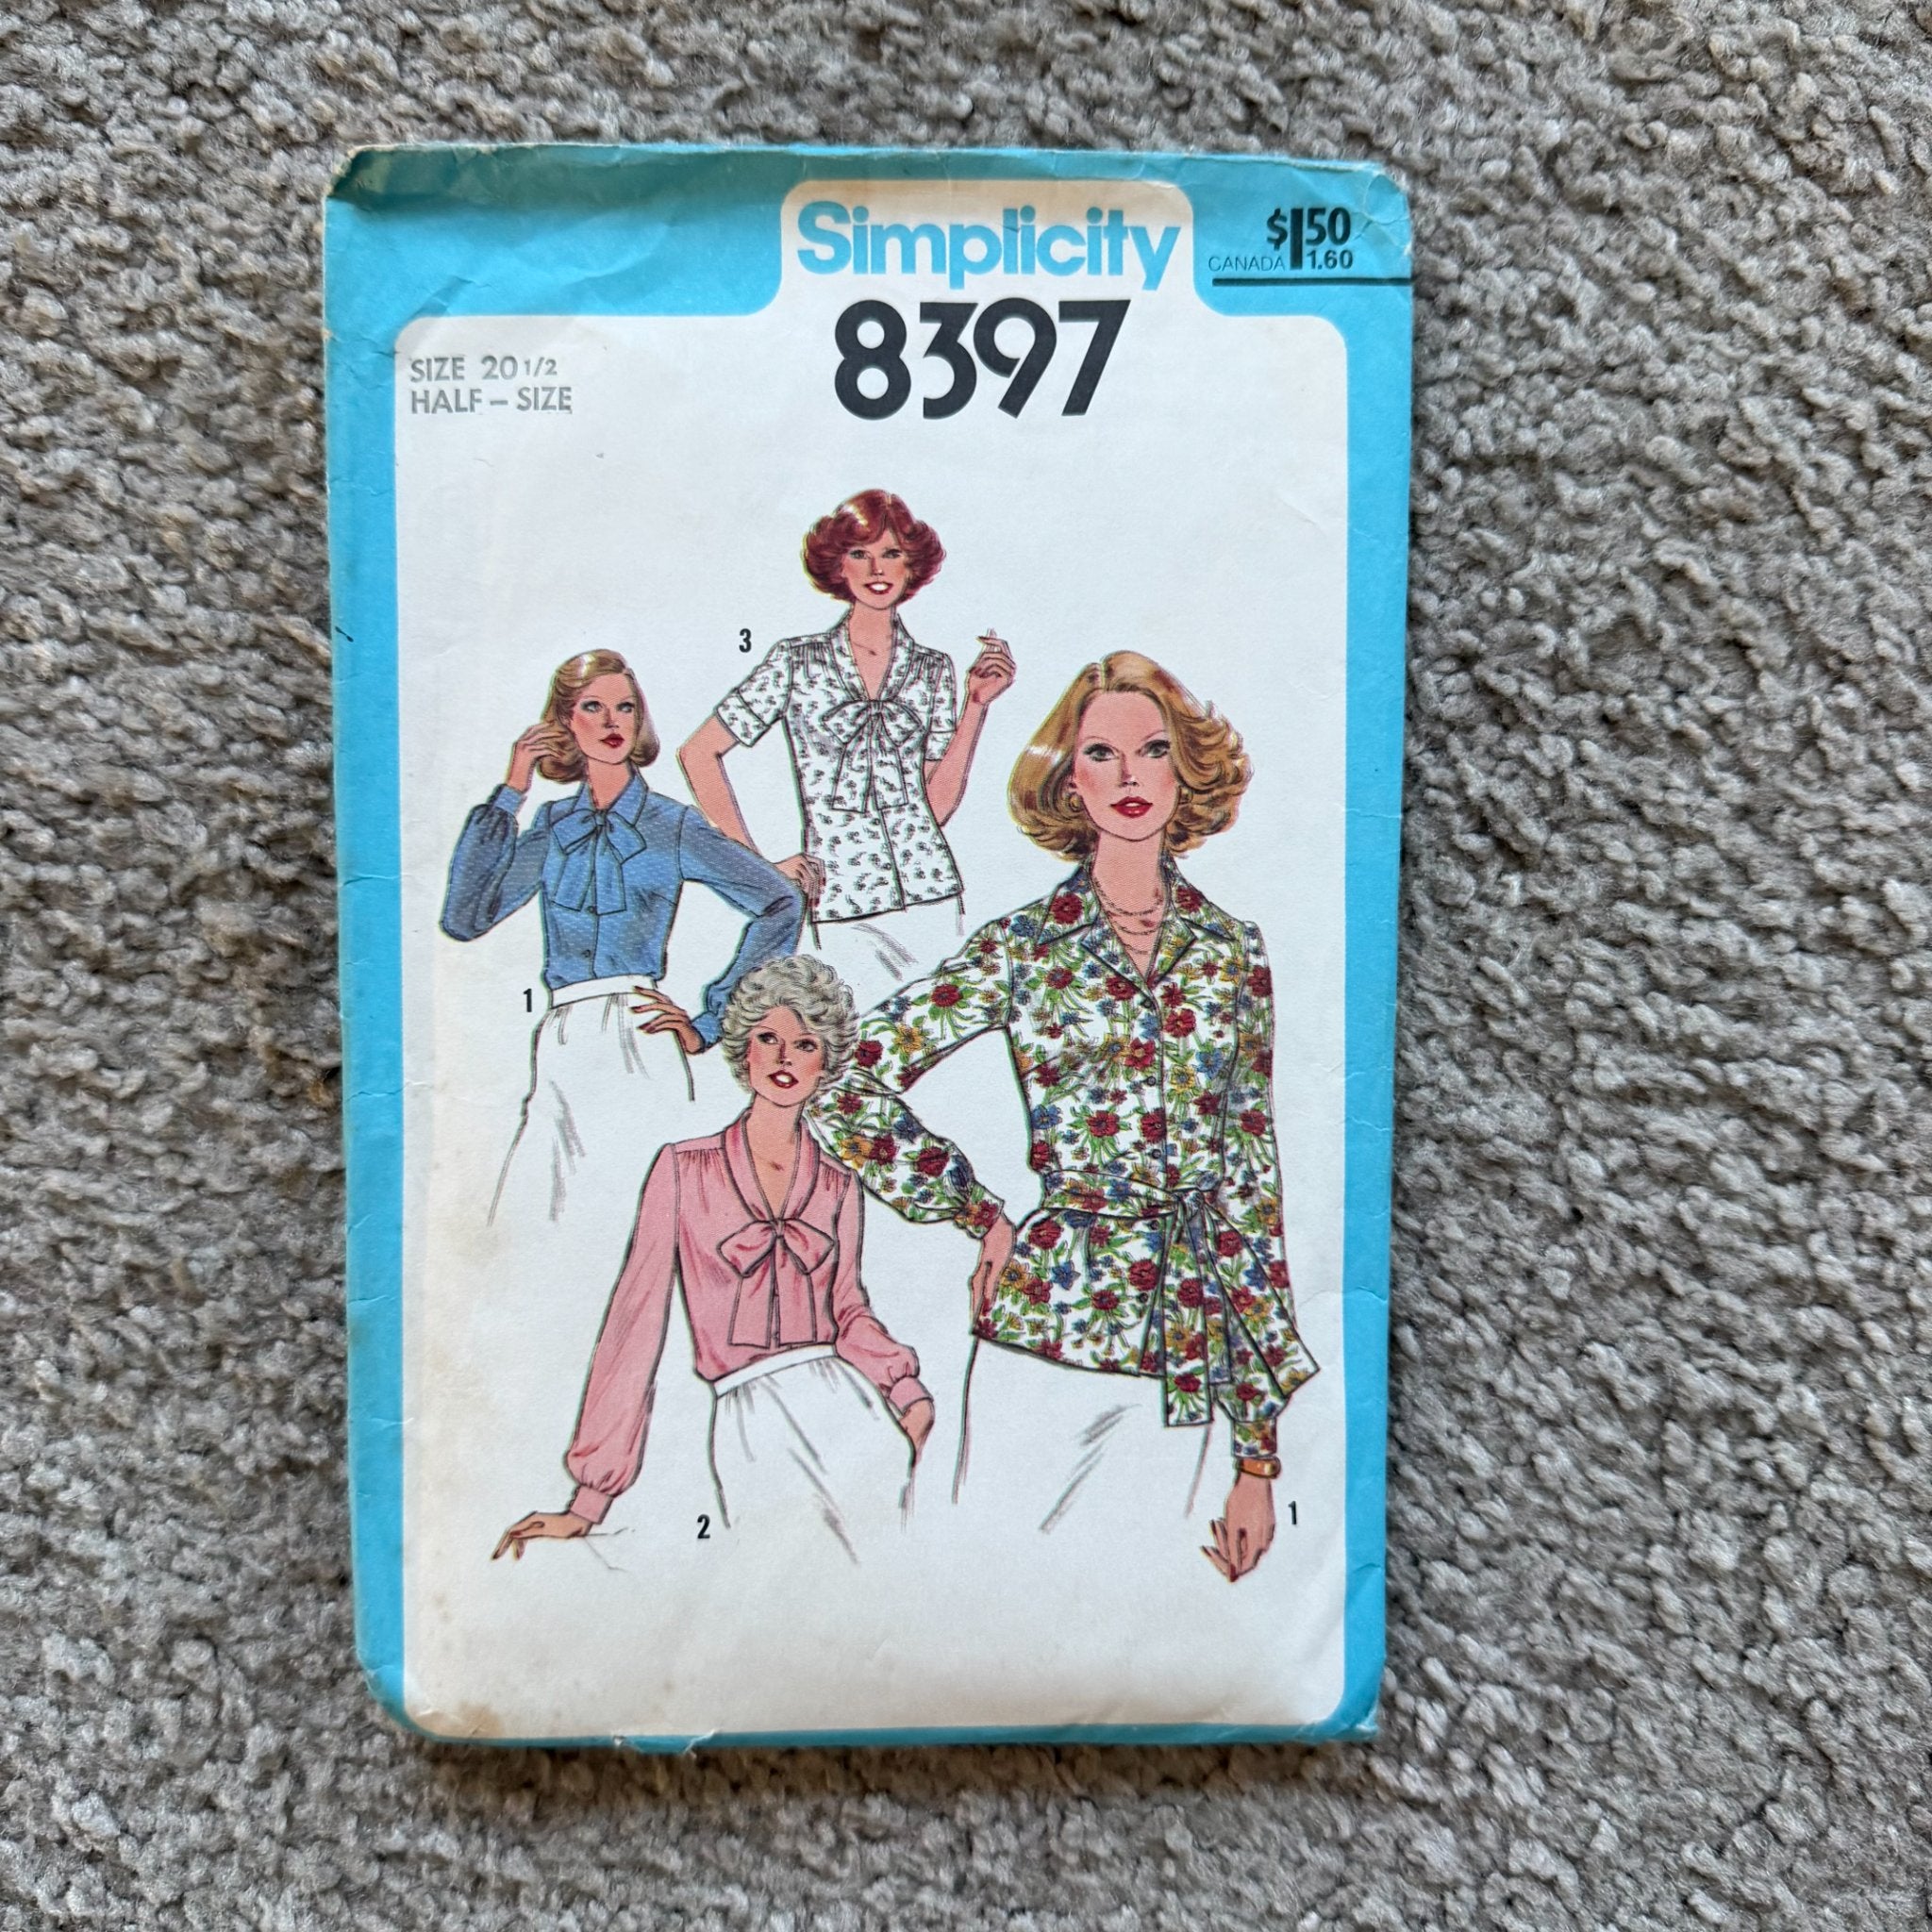 Simplicity
$1.50
CANADA 1.60
8397
SIZE 20 1/2
HALF – SIZE
3
1
2
1